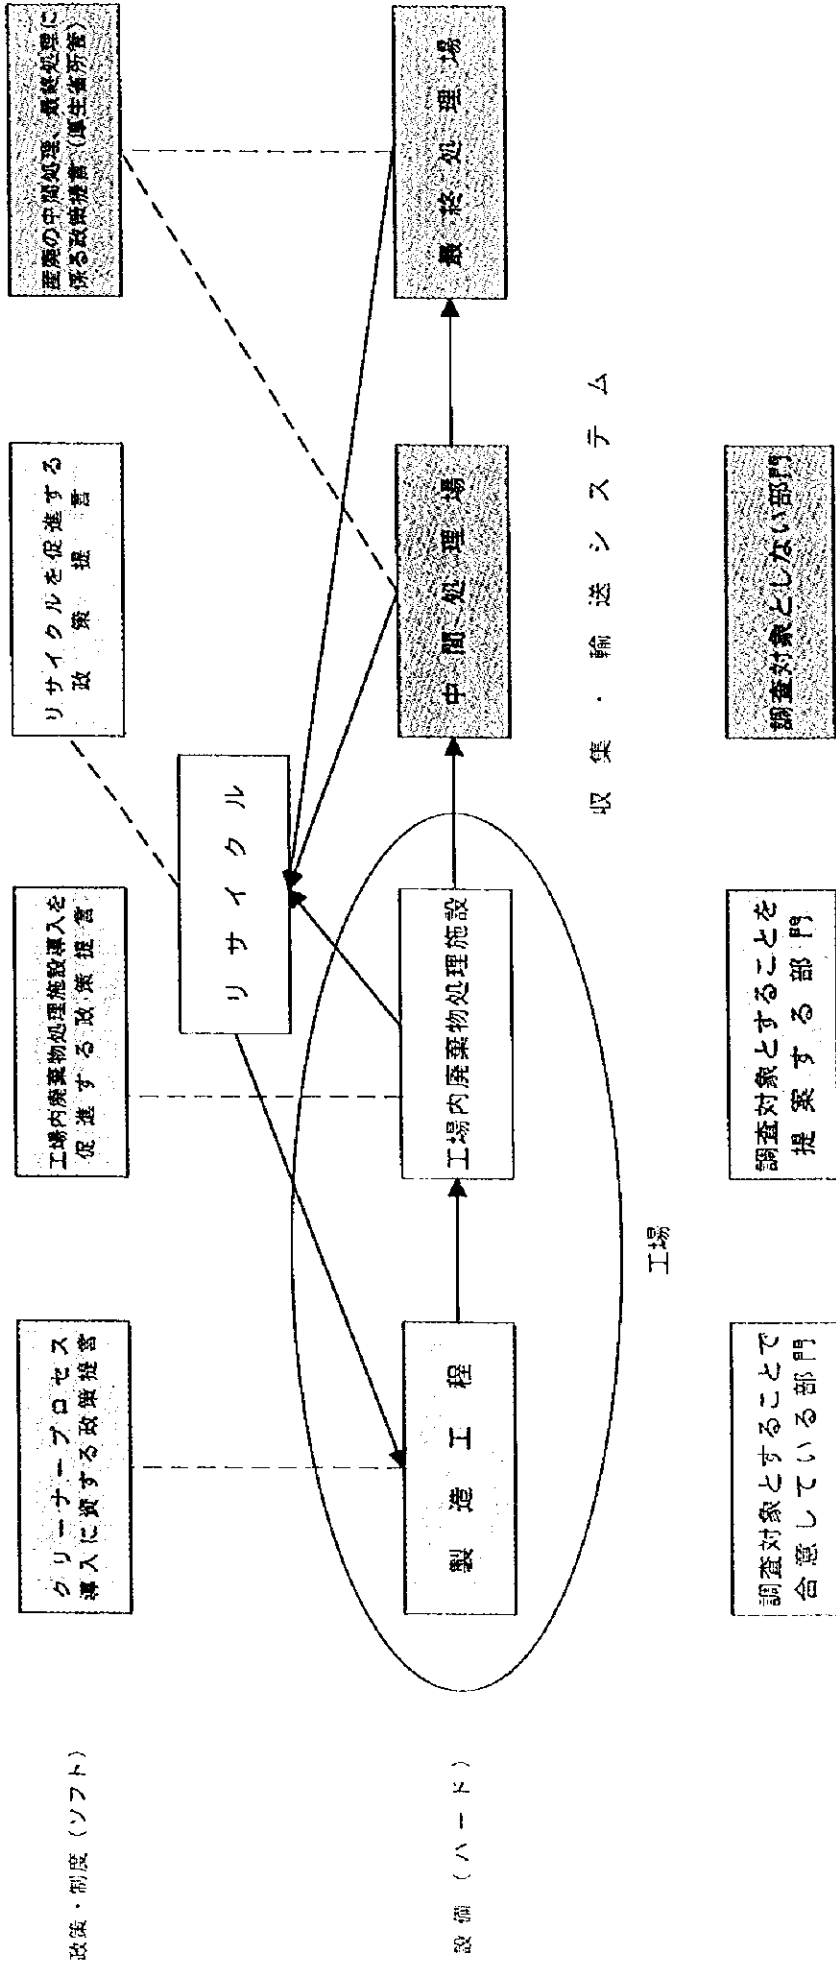 政策・制度（ソフト）
クリーナープロセス
導入に資する政策提言
工場内廃棄物処理施設導入を
促進する政策提言
リサイクルを促進する
政策提言
産廃の中間処理、最終処理に
係る政策提言（厚生省所管）
リサイクル
設備（ハード）
製造工程
工場内廃棄物処理施設
中間処理場
最終処理場
収集・輸送システム
工場
調査対象とすることで
合意している部門
調査対象とすることを
提案する部門
調査対象としない部門